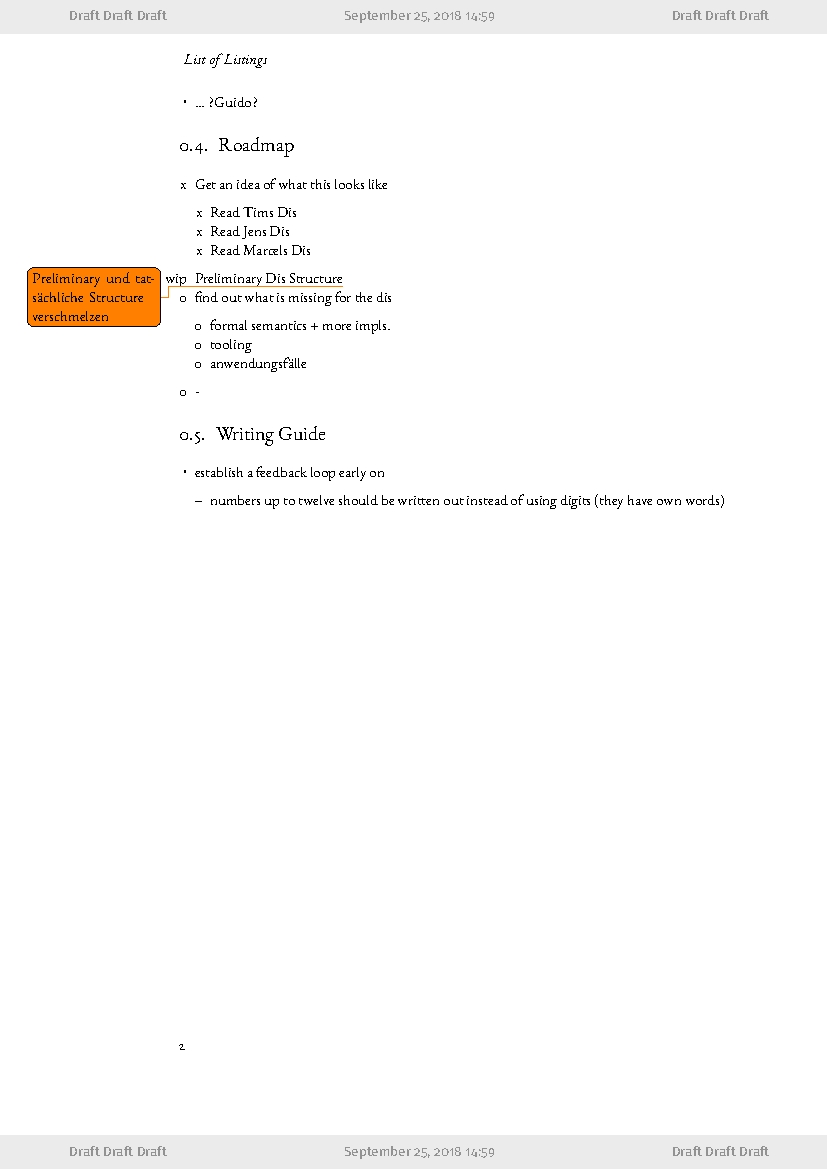 Draft Draft Draft September 25, 2018 14:59 Draft Draft Draft
List of Listings
• ... ?Guido?
0.4. Roadmap
x Get an idea of what this looks like
x Read Tims Dis
x Read Jens Dis
x Read Marcels Dis
Preliminary und tat-
sächliche Structure
verschmelzen
wip Preliminary Dis Structure
o find out what is missing for the dis
o formal semantics + more impls.
o tooling
o anwendungsfälle
o -
0.5. Writing Guide
• establish a feedback loop early on
– numbers up to twelve should be written out instead of using digits (they have own words)
2
Draft Draft Draft September 25, 2018 14:59 Draft Draft Draft